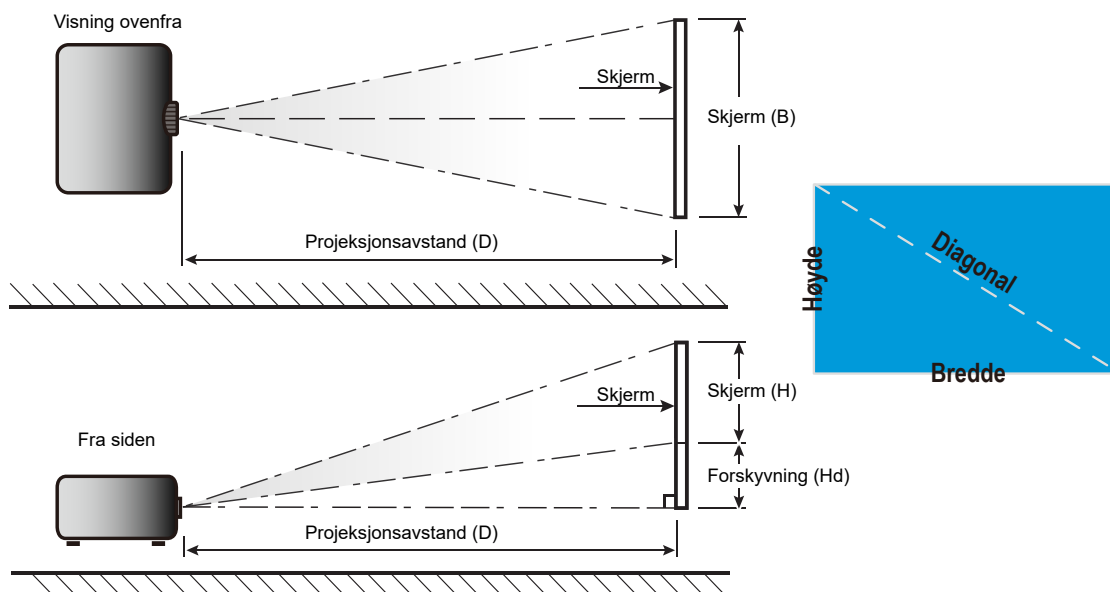 Visning ovenfra
Skjerm
Skjerm (B)
Projeksjonsavstand (D)
Høyde
Diagonal
Bredde
Fra siden
Skjerm
Skjerm (H)
Forskyvning (Hd)
Projeksjonsavstand (D)